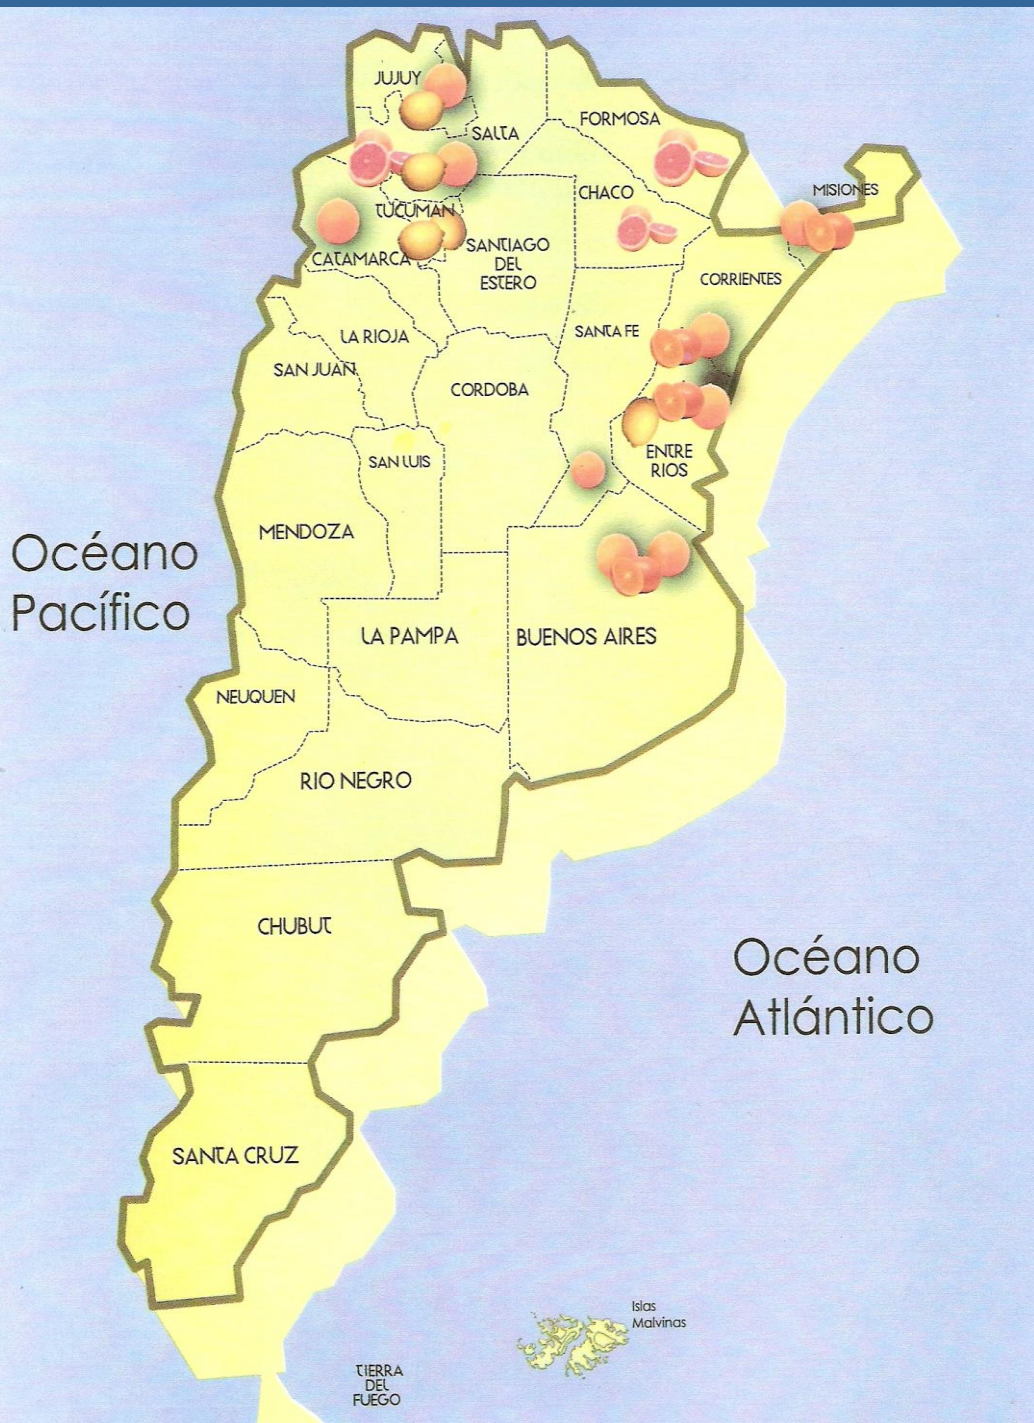 JUJUY
SALTA
FORMOSA
MISIONES
CHACO
TUCUMAN
CATAMARCA
SANTIAGO
DEL
ESTERO
CORRIENTES
LA RIOJA
SANTA FE
SAN JUAN
CORDOBA
SAN LUIS
ENTRE
RIOS
MENDOZA
Océano
Pacífico
LA PAMPA
BUENOS AIRES
NEUQUEN
RIO NEGRO
CHUBUT
Océano
Atlántico
SANTA CRUZ
Islas
Malvinas
TIERRA
DEL
FUEGO